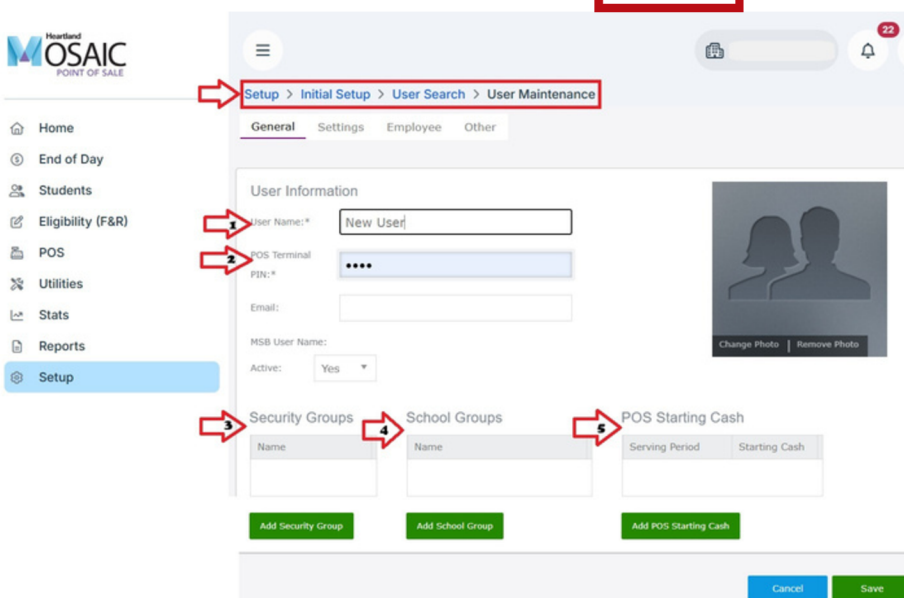 Heartland
MOSAIC
POINT OF SALE
22
Setup > Initial Setup > User Search > User Maintenance
Home
End of Day
Students
Eligibility (F&R)
POS
Utilities
Stats
Reports
Setup
General Settings Employee Other
User Information
1 User Name:* New User
2 POS Terminal
PIN:* ••••
Email:
MSB User Name:
Active: Yes
Change Photo | Remove Photo
3 Security Groups 4 School Groups 5 POS Starting Cash
Name Name Serving Period Starting Cash
Add Security Group Add School Group Add POS Starting Cash
Cancel Save